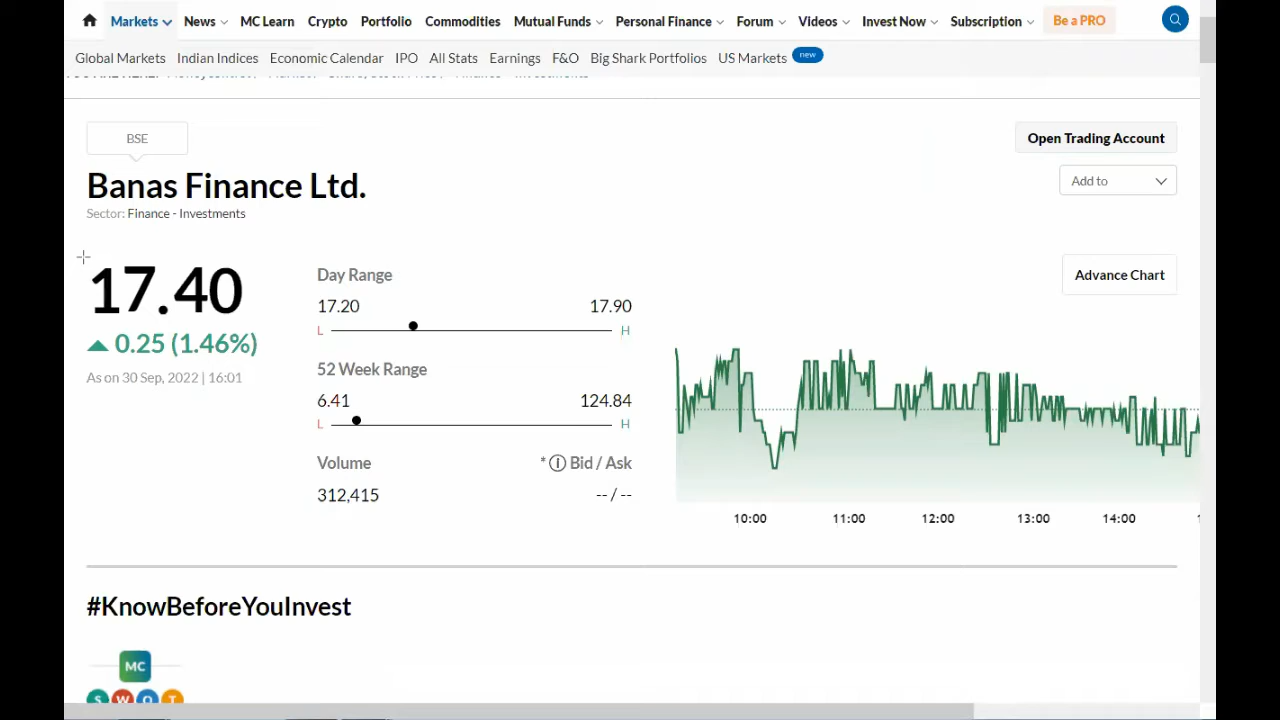 Markets News MC Learn Crypto Portfolio Commodities Mutual Funds Personal Finance Forum Videos Invest Now Subscription Be a PRO
Global Markets Indian Indices Economic Calendar IPO All Stats Earnings F&O Big Shark Portfolios US Markets new
BSE
Open Trading Account
Banas Finance Ltd.
Add to
Sector: Finance - Investments
17.40
Day Range
Advance Chart
17.20 17.90
L H
0.25 (1.46%)
As on 30 Sep, 2022 | 16:01
52 Week Range
6.41 124.84
L H
Volume * i Bid / Ask
312,415 -- / --
10:00 11:00 12:00 13:00 14:00
#KnowBeforeYouInvest
MC
S W O T